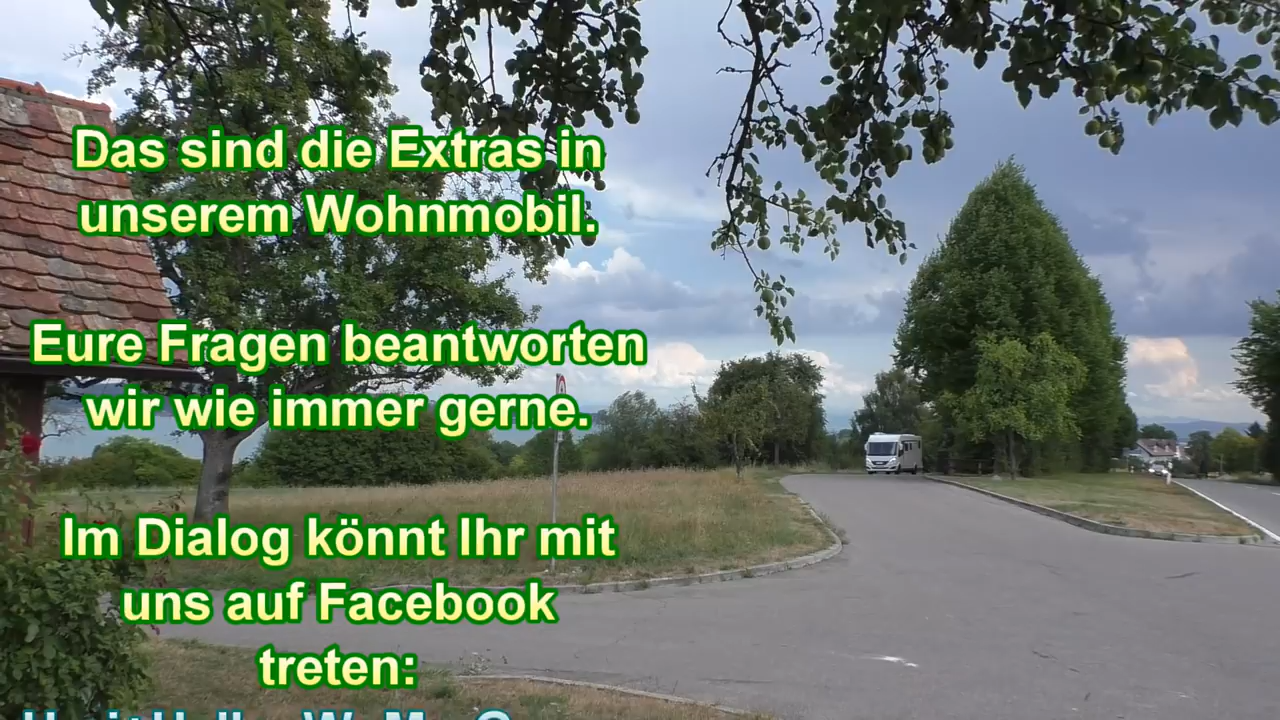 Das sind die Extras in
unserem Wohnmobil.
Eure Fragen beantworten
wir wie immer gerne.
Im Dialog könnt Ihr mit
uns auf Facebook
treten: